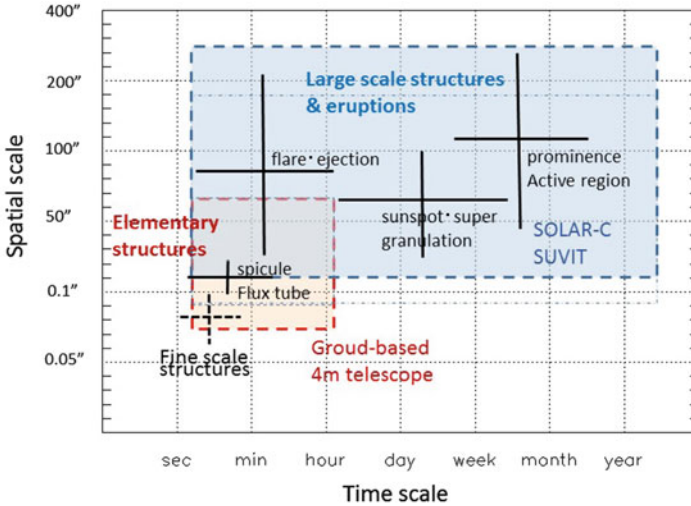 400″
200″
100″
50″
0.1″
0.05″
Spatial scale
Large scale structures
& eruptions
flare・ejection
prominence
Active region
Elementary
structures
sunspot・super
granulation
SOLAR-C
SUVIT
spicule
Flux tube
Fine scale
structures
Groud-based
4m telescope
sec
min
hour
day
week
month
year
Time scale